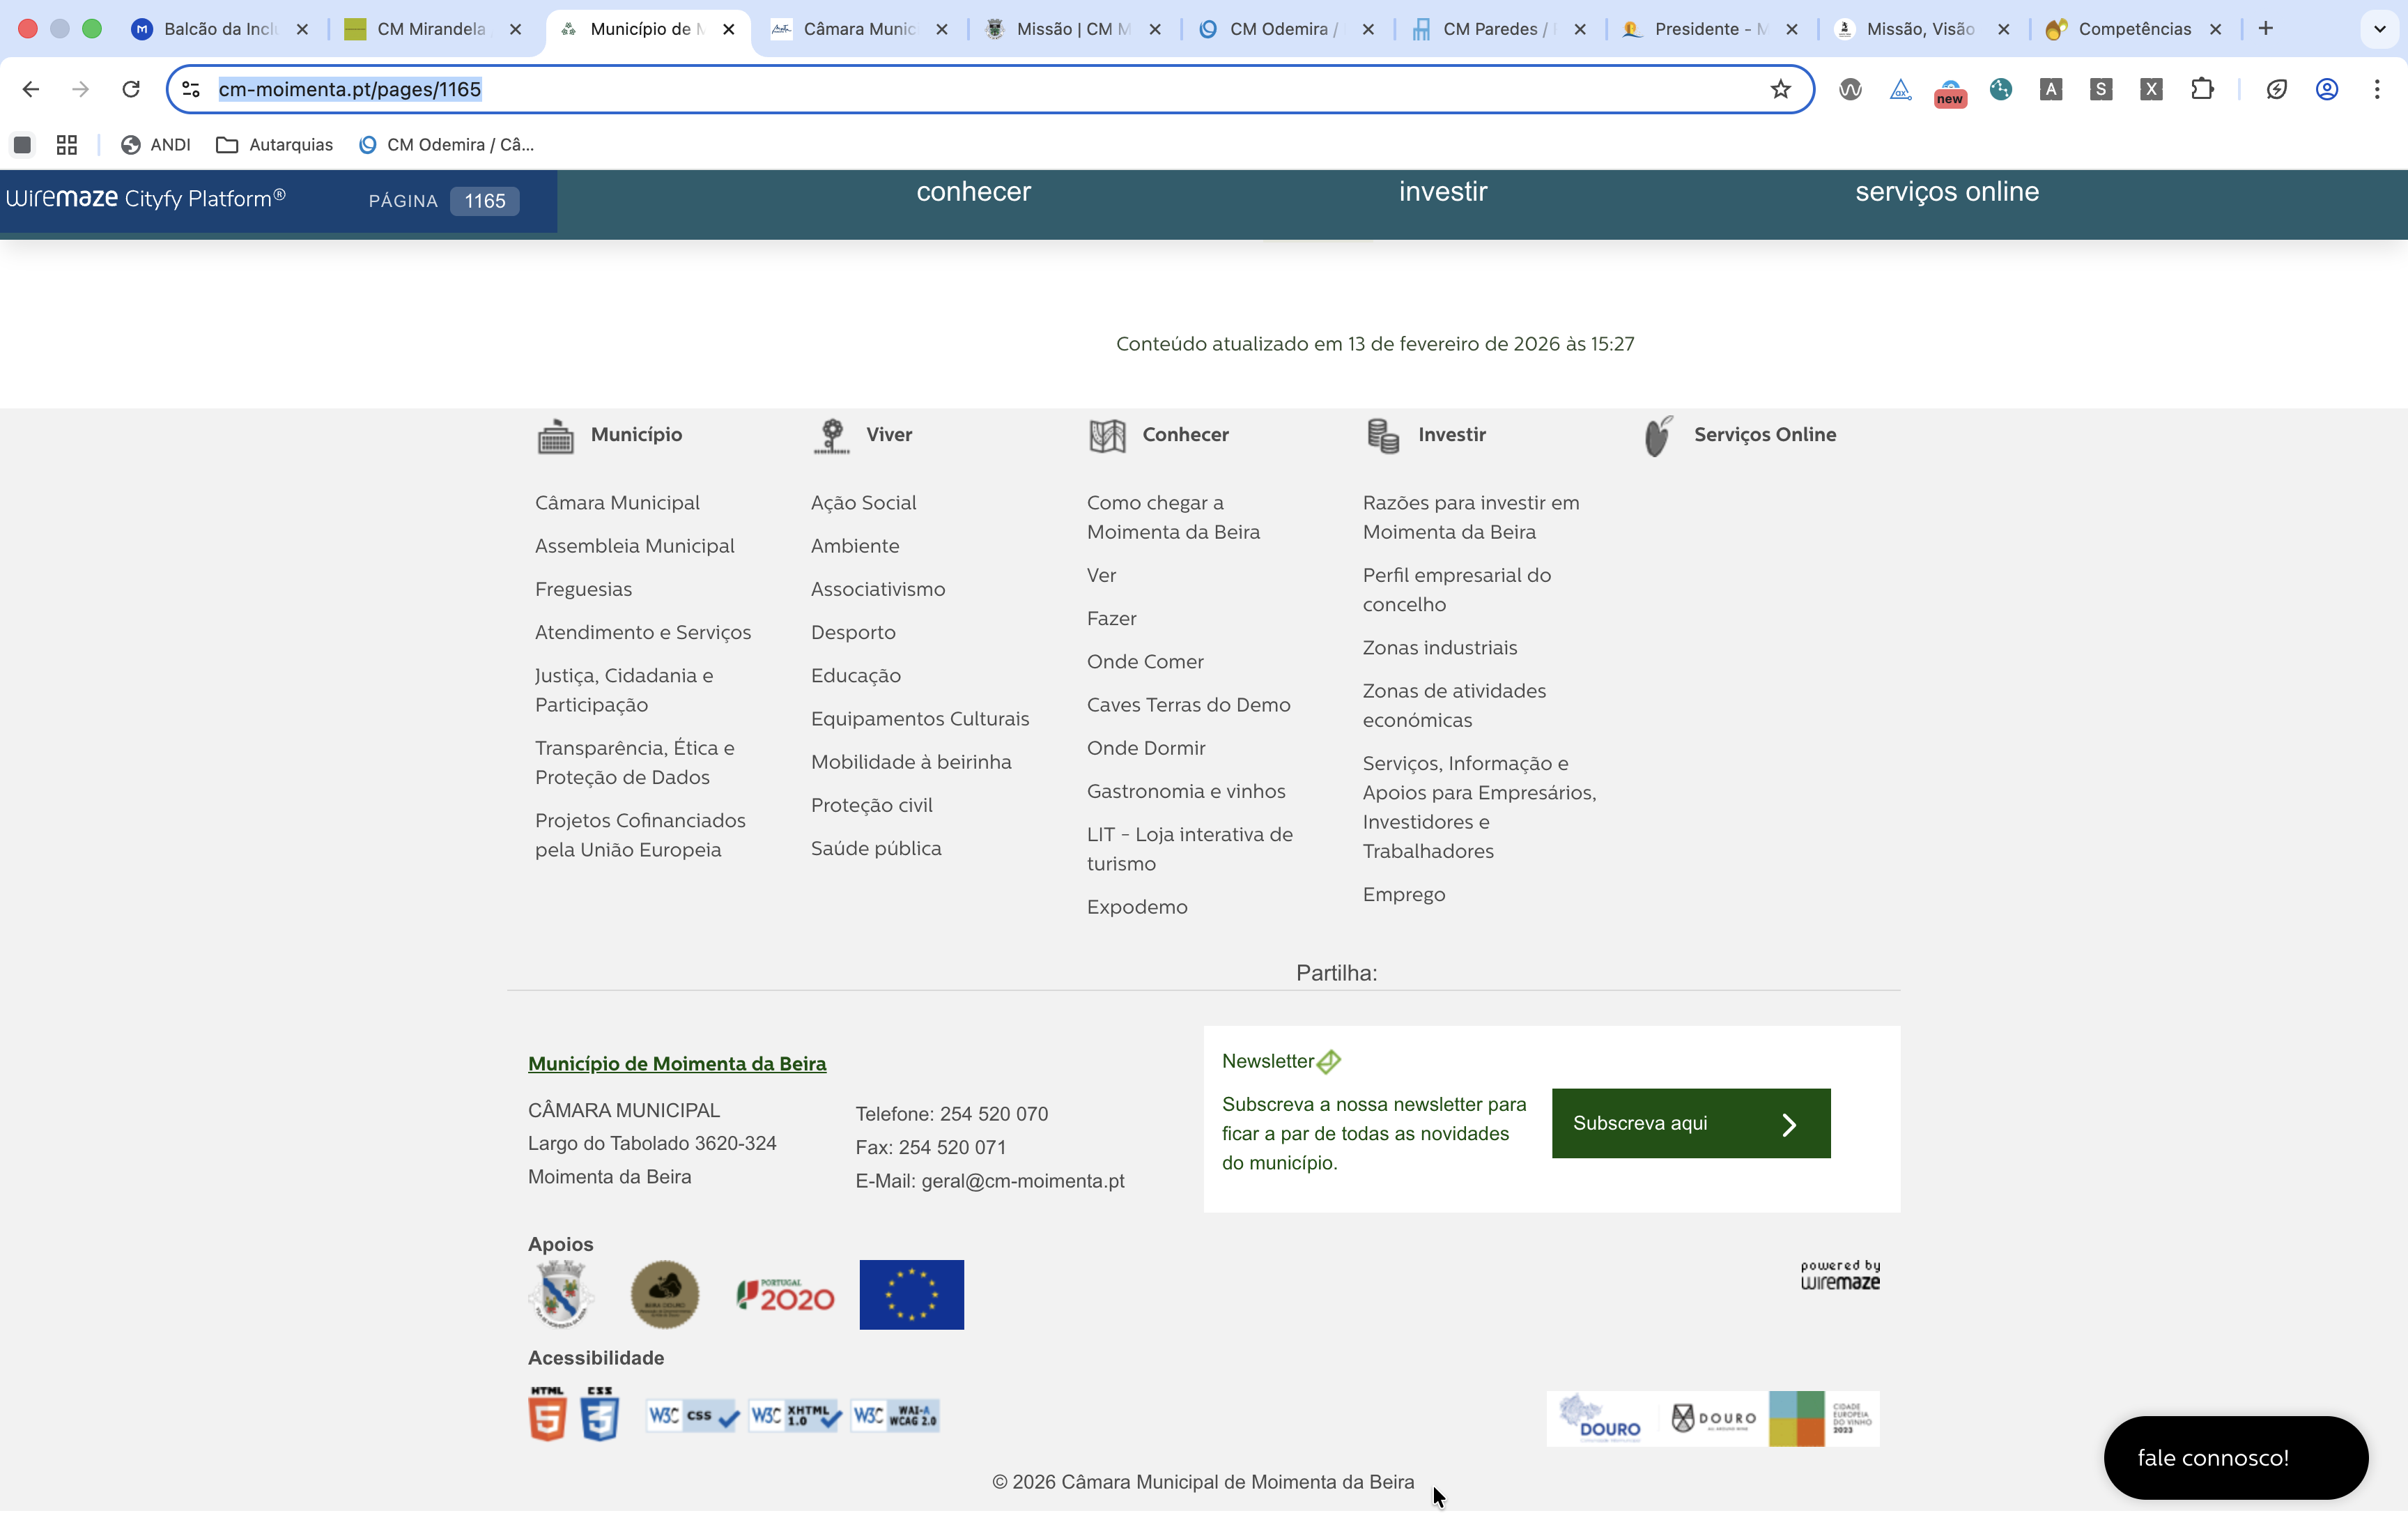 Balcão da Inclu
CM Mirandela
Município de M
Câmara Munic
Missão | CM M
CM Odemira /
CM Paredes /
Presidente - M
Missão, Visão
Competências
cm-moimenta.pt/pages/1165
new
A
S
X
ANDI
Autarquias
CM Odemira / Câ...
wiremaze Cityfy Platform®
PÁGINA 1165
conhecer
investir
serviços online
Conteúdo atualizado em 13 de fevereiro de 2026 às 15:27
Município
Câmara Municipal
Assembleia Municipal
Freguesias
Atendimento e Serviços
Justiça, Cidadania e
Participação
Transparência, Ética e
Proteção de Dados
Projetos Cofinanciados
pela União Europeia
Viver
Ação Social
Ambiente
Associativismo
Desporto
Educação
Equipamentos Culturais
Mobilidade à beirinha
Proteção civil
Saúde pública
Conhecer
Como chegar a
Moimenta da Beira
Ver
Fazer
Onde Comer
Caves Terras do Demo
Onde Dormir
Gastronomia e vinhos
LIT – Loja interativa de
turismo
Expodemo
Investir
Razões para investir em
Moimenta da Beira
Perfil empresarial do
concelho
Zonas industriais
Zonas de atividades
económicas
Serviços, Informação e
Apoios para Empresários,
Investidores e
Trabalhadores
Emprego
Serviços Online
Partilha:
Município de Moimenta da Beira
CÂMARA MUNICIPAL
Largo do Tabolado 3620-324
Moimenta da Beira
Telefone: 254 520 070
Fax: 254 520 071
E-Mail: geral@cm-moimenta.pt
Newsletter
Subscreva a nossa newsletter para
ficar a par de todas as novidades
do município.
Subscreva aqui
Apoios
BEIRA DOURO
PORTUGAL
2020
powered by
wiremaze
Acessibilidade
HTML
5
CSS
3
W3C CSS
W3C XHTML
1.0
W3C WAI-A
WCAG 2.0
DOURO
DOURO
CIDADE
EUROPEIA
DO VINHO
2023
fale connosco!
© 2026 Câmara Municipal de Moimenta da Beira